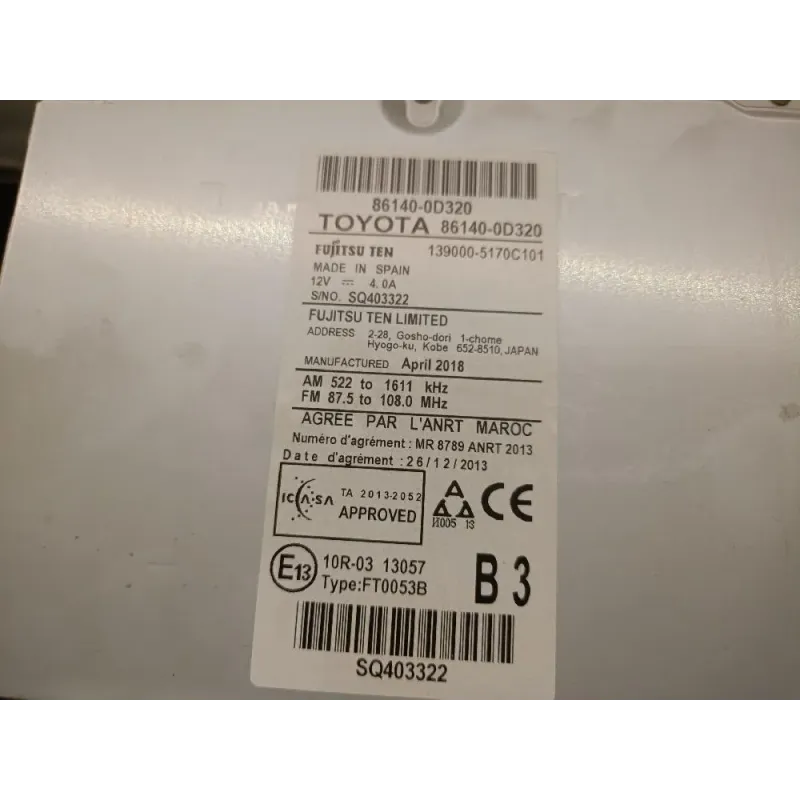 86140-0D320
TOYOTA 86140-0D320
FUJITSU TEN 139000-5170C101
MADE IN SPAIN
12V ⎓ 4.0A
S/NO. SQ403322
FUJITSU TEN LIMITED
ADDRESS 2-28, Gosho-dori 1-chome
Hyogo-ku, Kobe 652-8510, JAPAN
MANUFACTURED April 2018
AM 522 to 1611 kHz
FM 87.5 to 108.0 MHz
AGREE PAR L'ANRT MAROC
Numéro d'agrément : MR 8789 ANRT 2013
Date d'agrément : 26/12/2013
ICASA TA 2013-2052
APPROVED
И005 13
CE
E13 10R-03 13057
Type:FT0053B
B 3
SQ403322